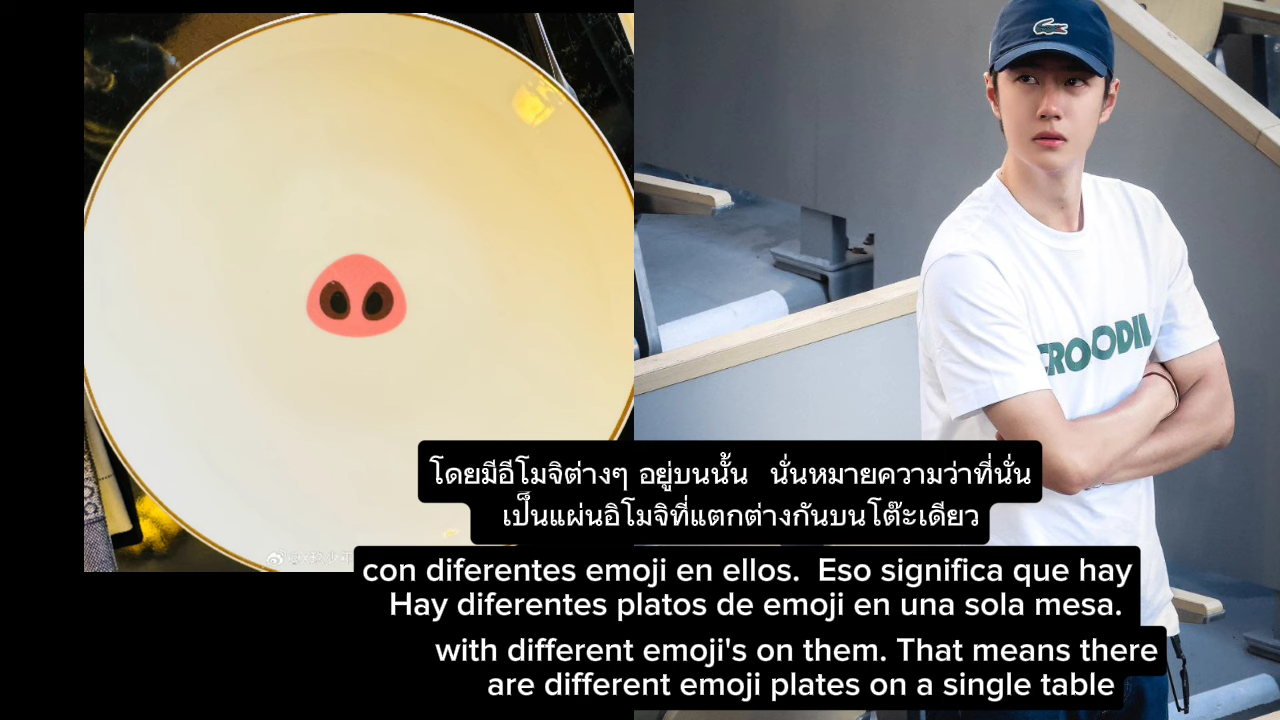 CROCODIL
โดยมีอีโมจิต่างๆ อยู่บนนั้น นั่นหมายความว่าที่นั่น
เป็นแผ่นอิโมจิที่แตกต่างกันบนโต๊ะเดียว
con diferentes emoji en ellos. Eso significa que hay
Hay diferentes platos de emoji en una sola mesa.
with different emoji's on them. That means there
are different emoji plates on a single table